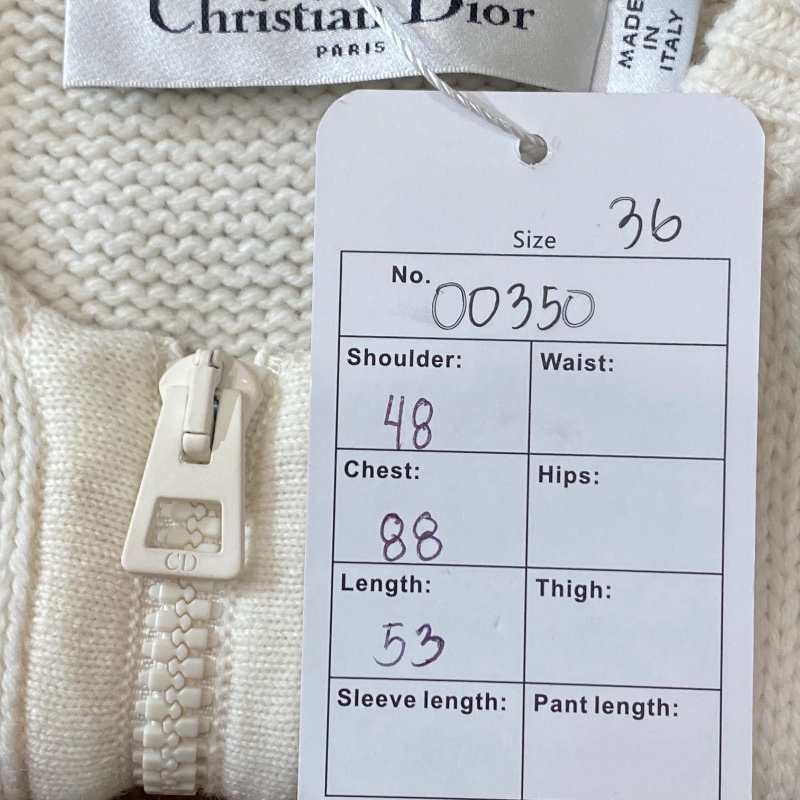 Christian Dior
PARIS
MADE
IN
ITALY
Size 36
No. 00350
Shoulder: Waist:
48
Chest: Hips:
88
Length: Thigh:
53
Sleeve length: Pant length:
CD